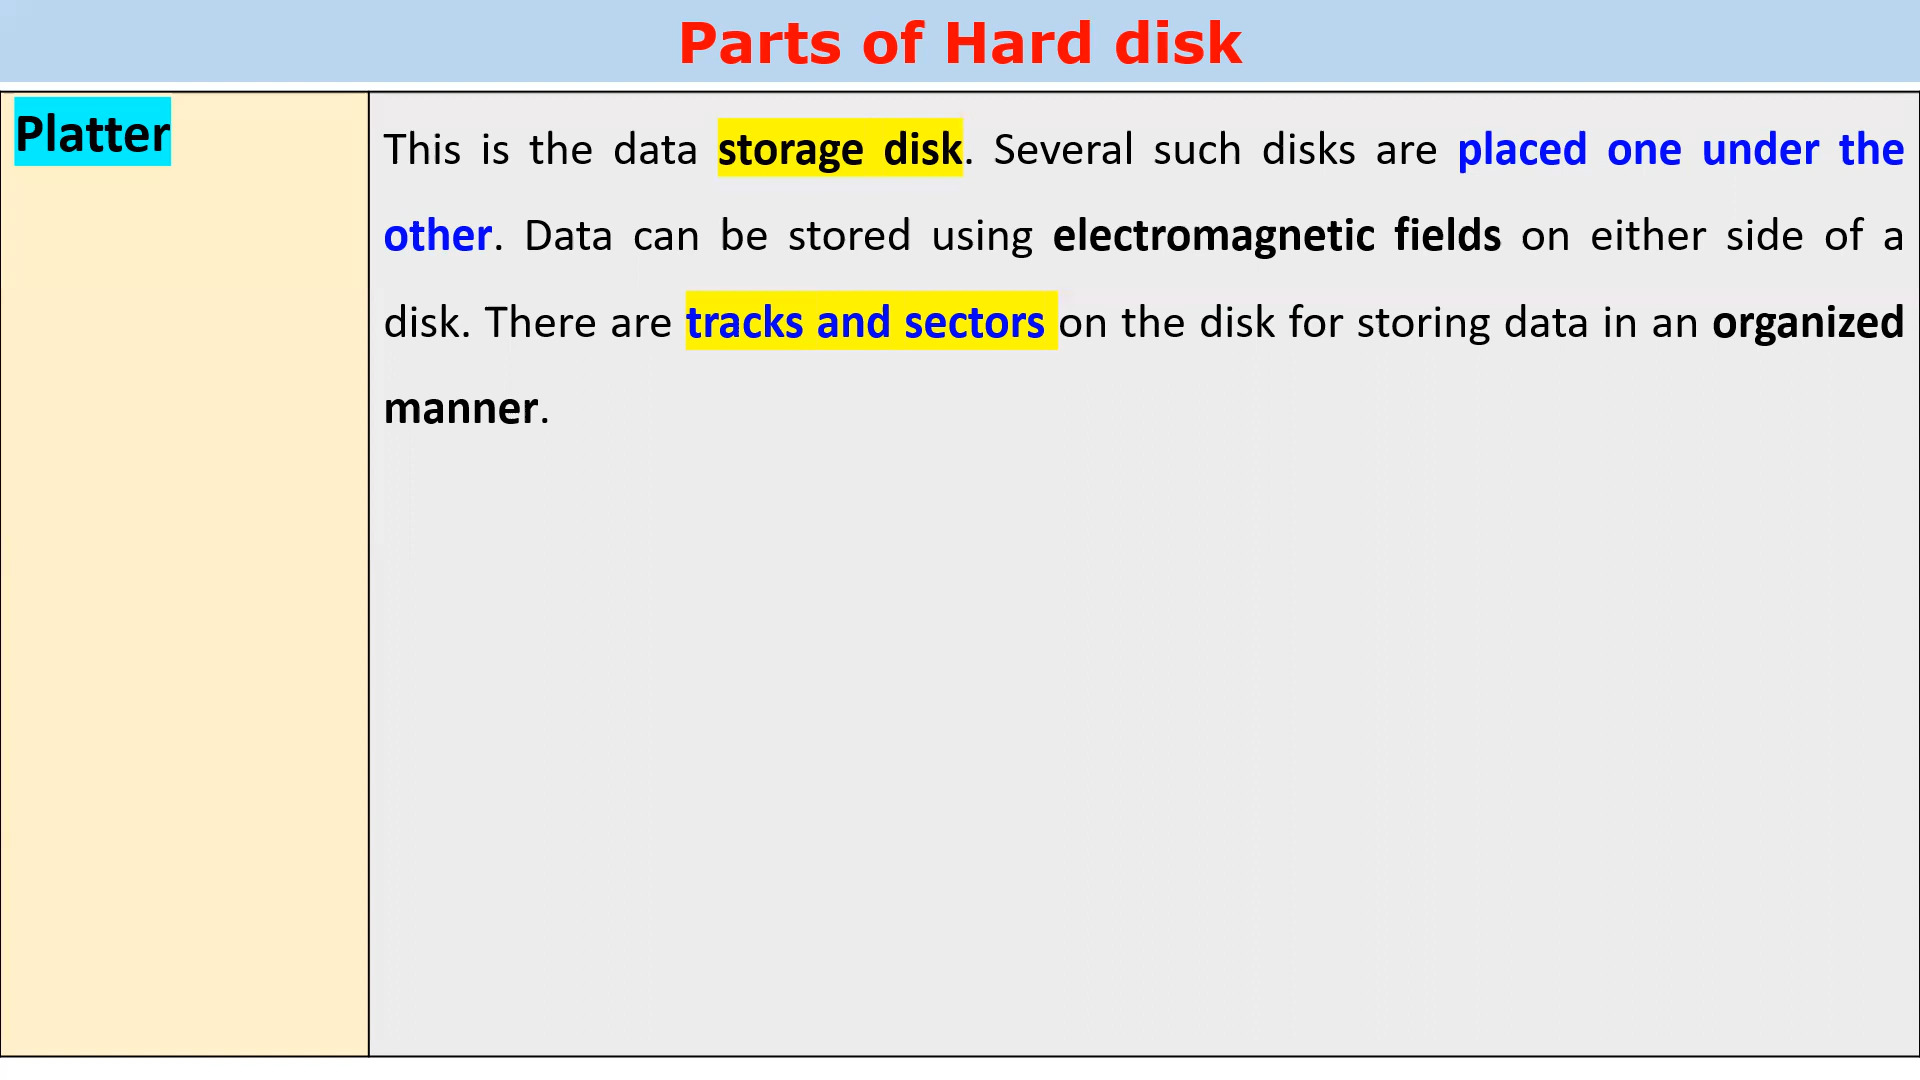 Parts of Hard disk
Platter
This is the data storage disk. Several such disks are placed one under the
other. Data can be stored using electromagnetic fields on either side of a
disk. There are tracks and sectors on the disk for storing data in an organized
manner.